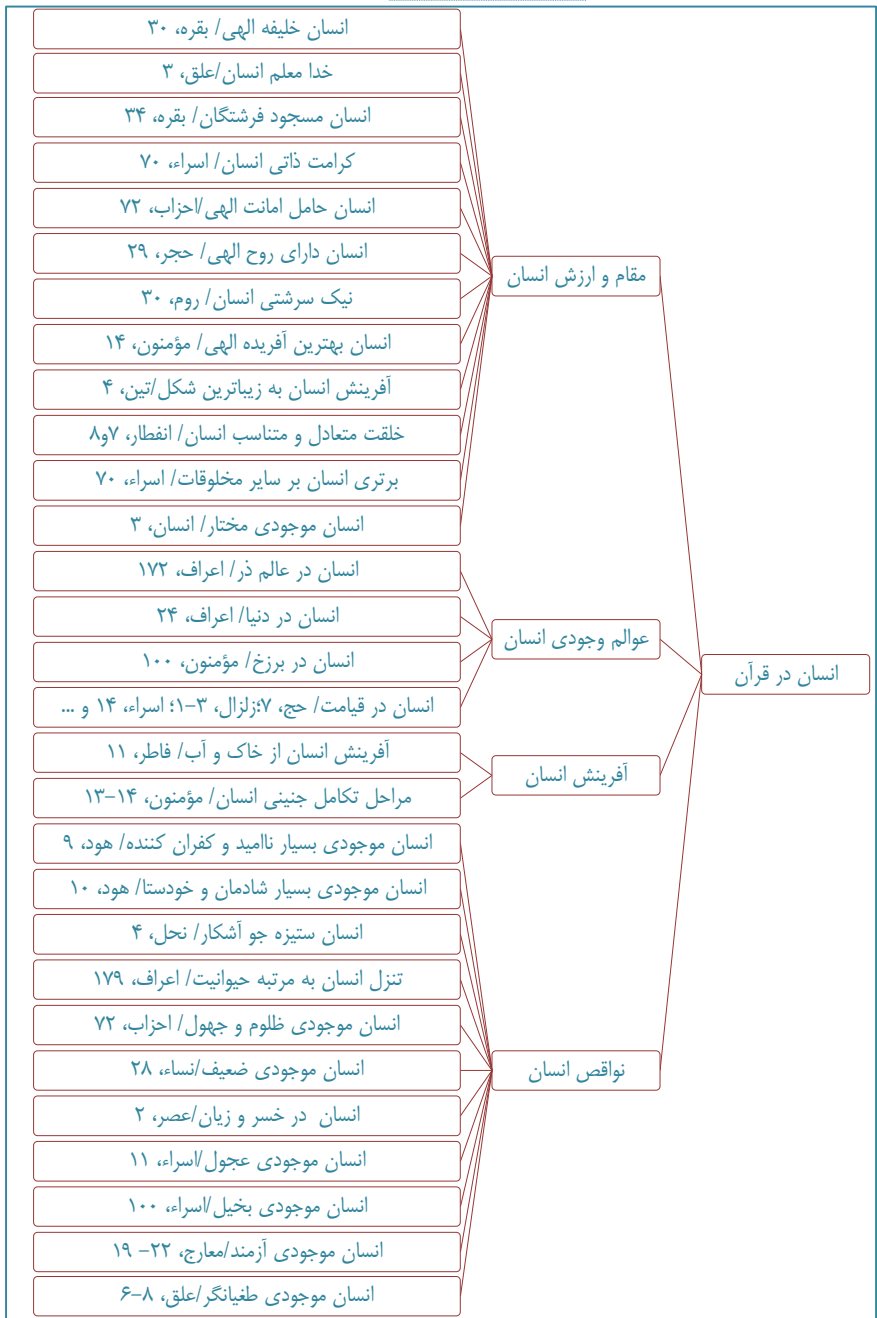 انسان در قرآن
مقام و ارزش انسان
انسان خلیفه الهی/ بقره، ۳۰
خدا معلم انسان/علق، ۳
انسان مسجود فرشتگان/ بقره، ۳۴
کرامت ذاتی انسان/ اسراء، ۷۰
انسان حامل امانت الهی/احزاب، ۷۲
انسان دارای روح الهی/ حجر، ۲۹
نیک سرشتی انسان/ روم، ۳۰
انسان بهترین آفریده الهی/ مؤمنون، ۱۴
آفرینش انسان به زیباترین شکل/تین، ۴
خلقت متعادل و متناسب انسان/ انفطار، ۷و۸
برتری انسان بر سایر مخلوقات/ اسراء، ۷۰
انسان موجودی مختار/ انسان، ۳
عوالم وجودی انسان
انسان در عالم ذر/ اعراف، ۱۷۲
انسان در دنیا/ اعراف، ۲۴
انسان در برزخ/ مؤمنون، ۱۰۰
انسان در قیامت/ حج، ۷؛زلزال، ۳-۱؛ اسراء، ۱۴ و ...
آفرینش انسان
آفرینش انسان از خاک و آب/ فاطر، ۱۱
مراحل تکامل جنینی انسان/ مؤمنون، ۱۴-۱۳
نواقص انسان
انسان موجودی بسیار ناامید و کفران کننده/ هود، ۹
انسان موجودی بسیار شادمان و خودستا/ هود، ۱۰
انسان ستیزه جو آشکار/ نحل، ۴
تنزل انسان به مرتبه حیوانیت/ اعراف، ۱۷۹
انسان موجودی ظلوم و جهول/ احزاب، ۷۲
انسان موجودی ضعیف/نساء، ۲۸
انسان در خسر و زیان/عصر، ۲
انسان موجودی عجول/اسراء، ۱۱
انسان موجودی بخیل/اسراء، ۱۰۰
انسان موجودی آزمند/معارج، ۲۲- ۱۹
انسان موجودی طغیانگر/علق، ۸-۶